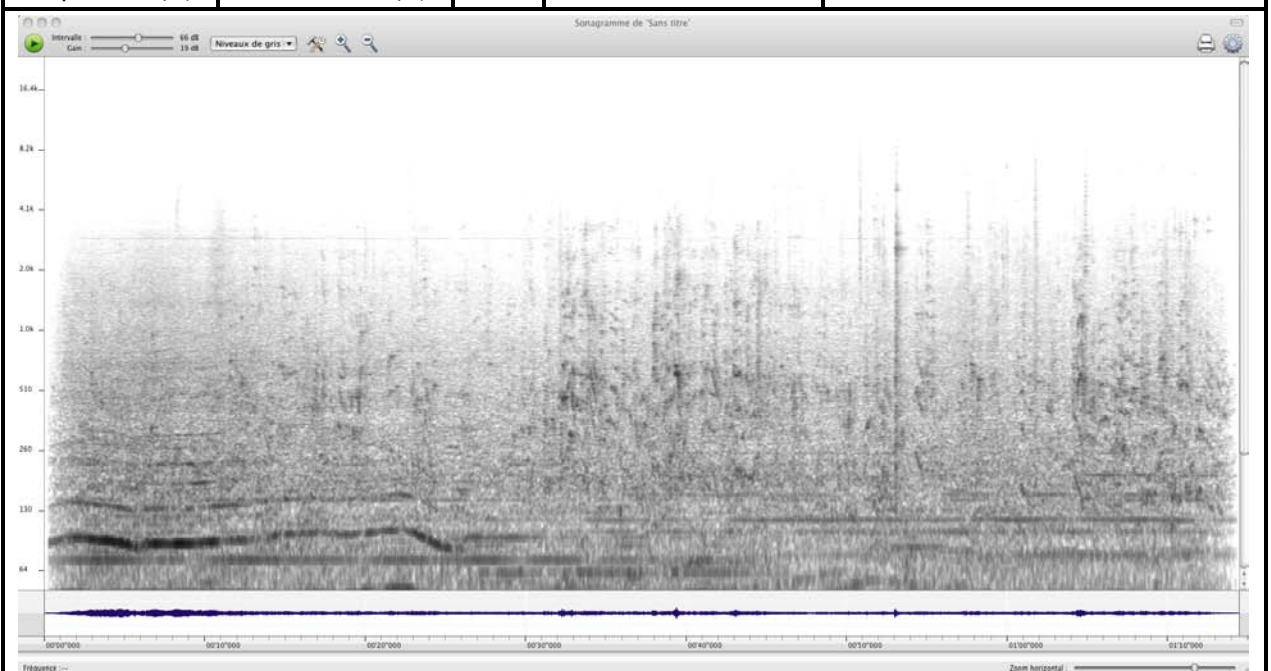 Sonagramme de 'Sans titre'
Intervalle : 66 dB
Gain : 19 dB
Niveaux de gris
16.4k
8.2k
4.1k
2.0k
1.0k
510
260
130
64
00'00"000 00'10"000 00'20"000 00'30"000 00'40"000 00'50"000 01'00"000 01'10"000
Fréquence : -- Zoom horizontal :